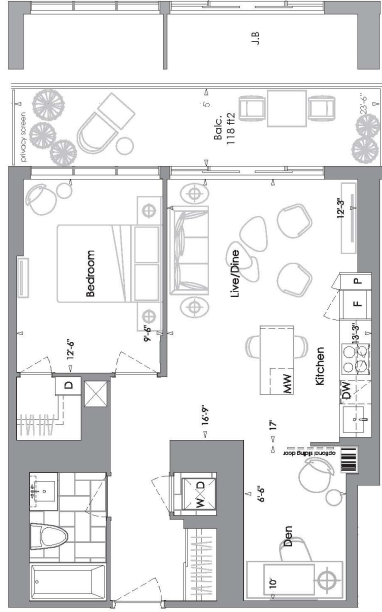 J.B
privacy screen
5'
Balc.
118 ft2
23'-6"
Bedroom
12'-6"
9'-6"
Live/Dine
12'-3"
P
F
13'-3"
Kitchen
MW
DW
D
16'-9"
17'
optional sliding door
W
D
6'-6"
Den
10'